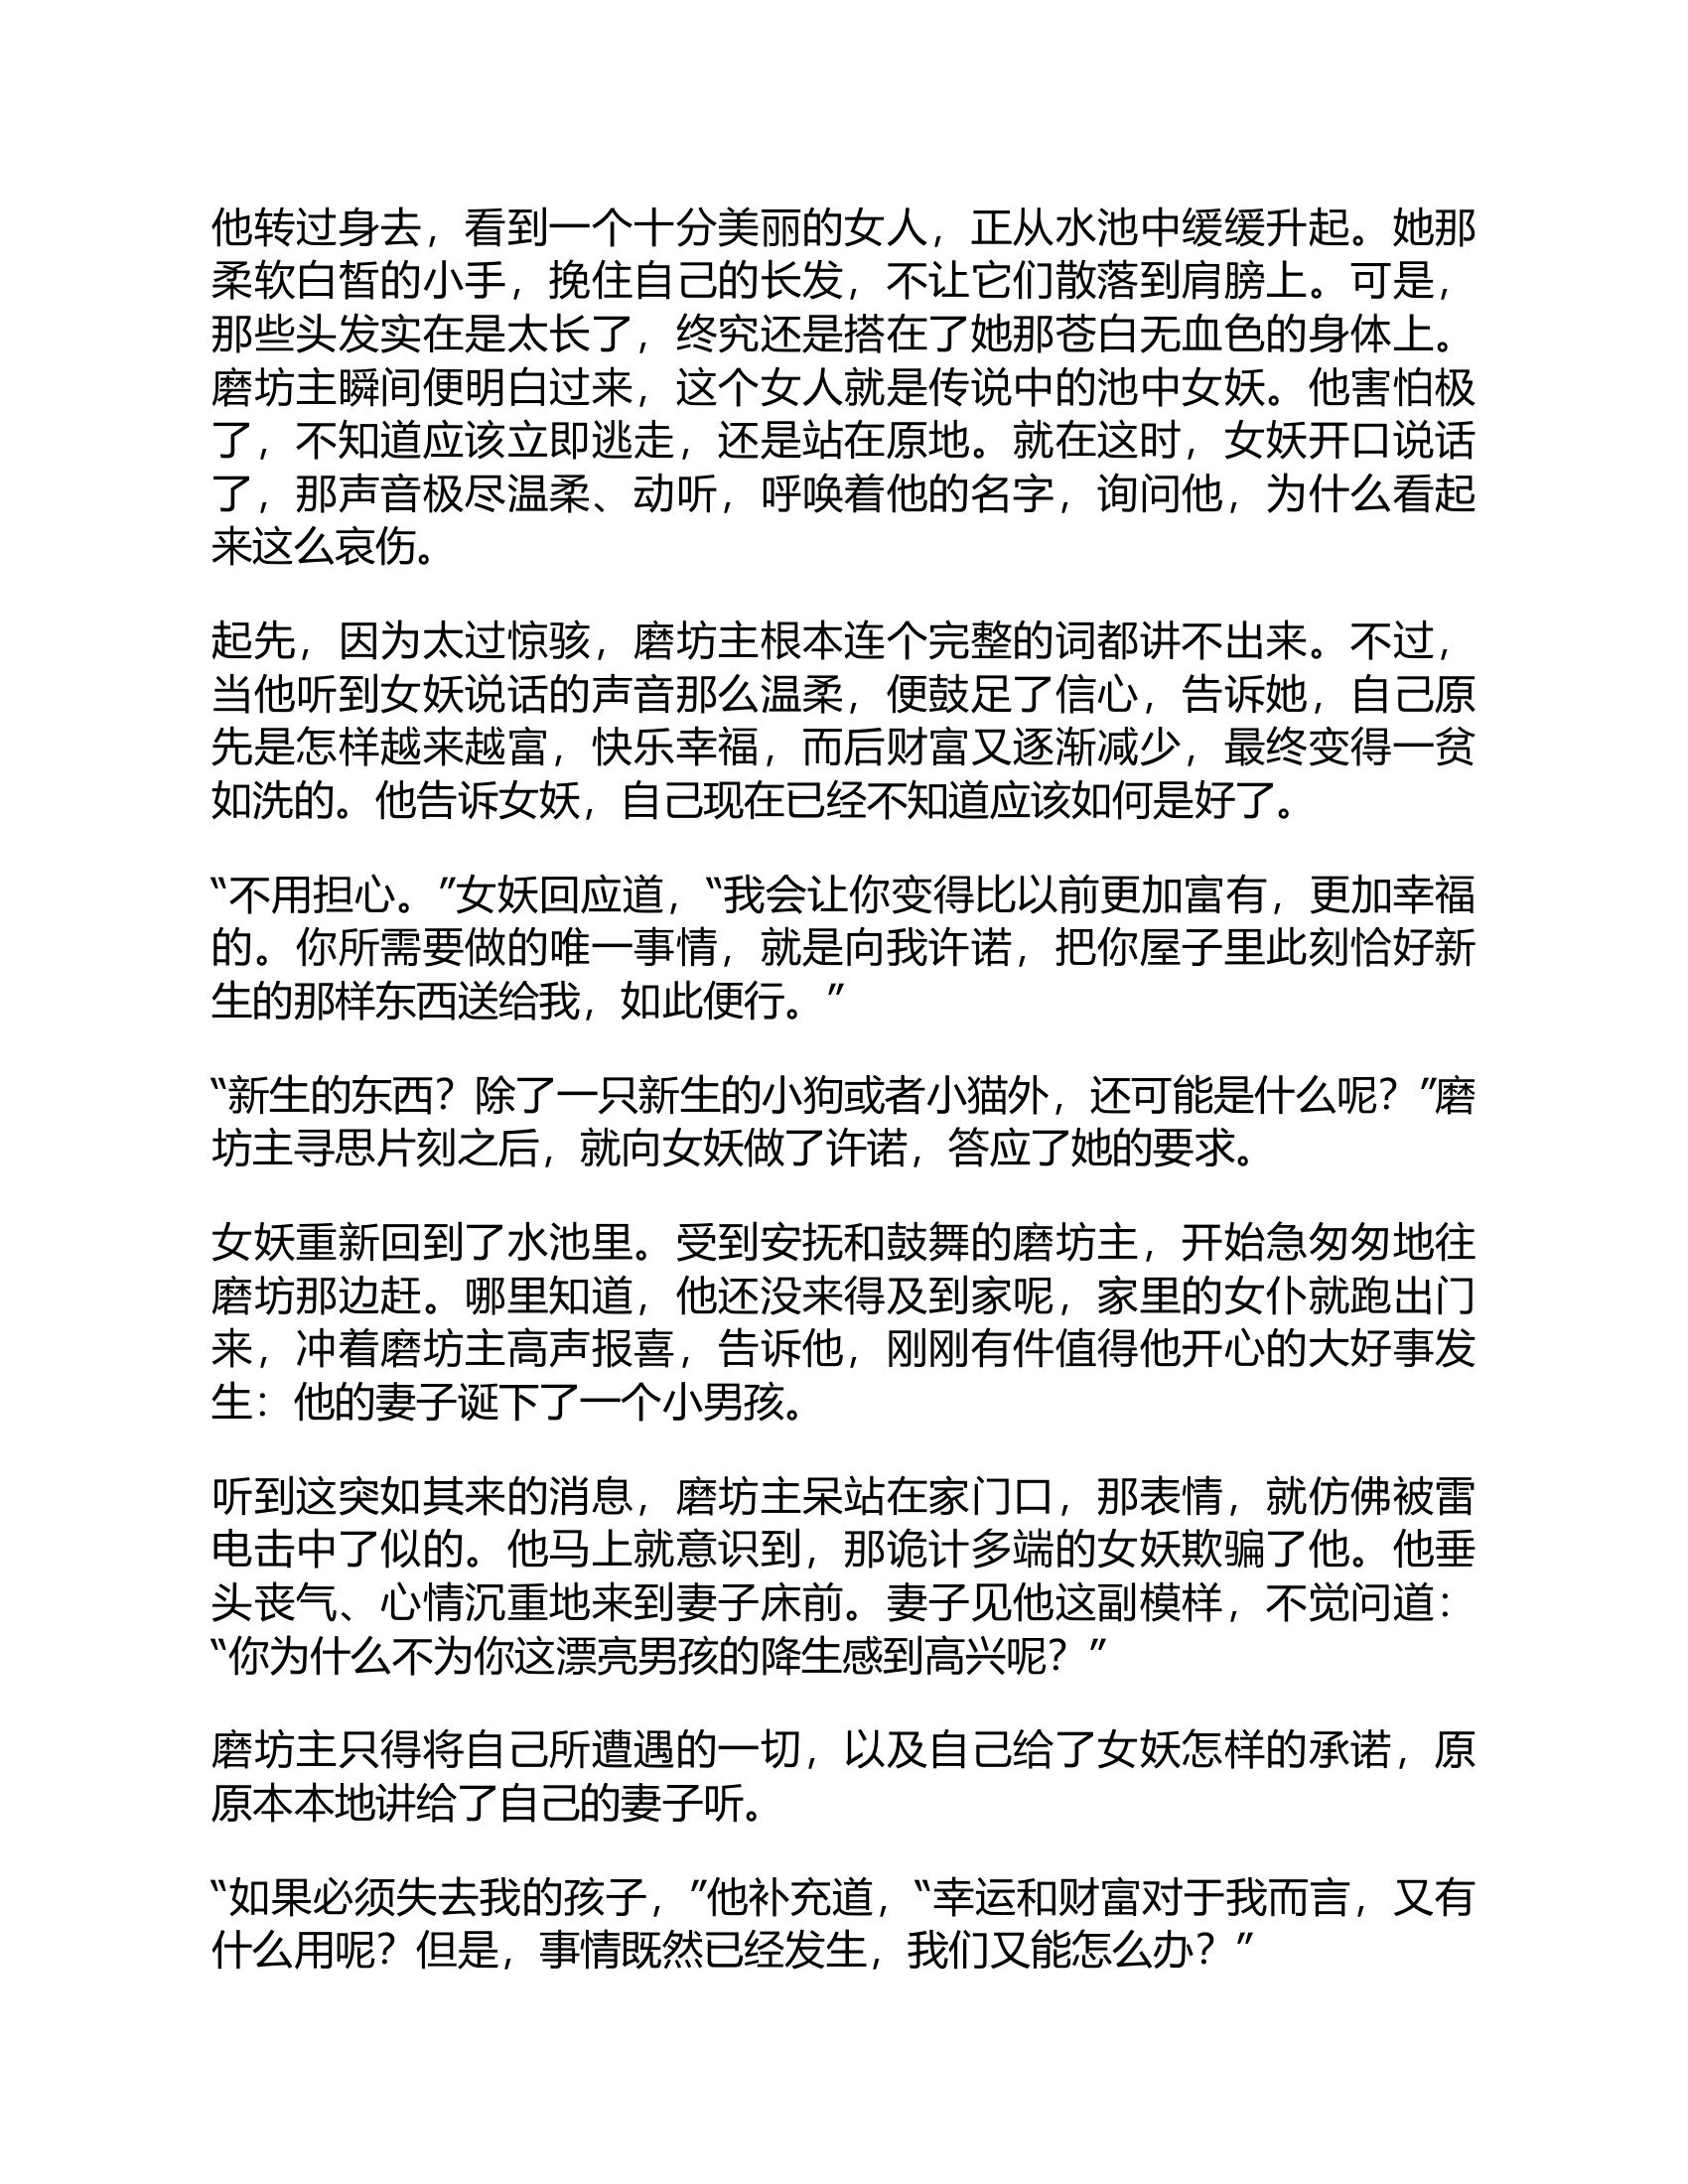 他转过身去，看到一个十分美丽的女人，正从水池中缓缓升起。她那
柔软白皙的小手，挽住自己的长发，不让它们散落到肩膀上。可是，
那些头发实在是太长了，终究还是搭在了她那苍白无血色的身体上。
磨坊主瞬间便明白过来，这个女人就是传说中的池中女妖。他害怕极
了，不知道应该立即逃走，还是站在原地。就在这时，女妖开口说话
了，那声音极尽温柔、动听，呼唤着他的名字，询问他，为什么看起
来这么哀伤。
起先，因为太过惊骇，磨坊主根本连个完整的词都讲不出来。不过，
当他听到女妖说话的声音那么温柔，便鼓足了信心，告诉她，自己原
先是怎样越来越富，快乐幸福，而后财富又逐渐减少，最终变得一贫
如洗的。他告诉女妖，自己现在已经不知道应该如何是好了。
“不用担心。”女妖回应道，“我会让你变得比以前更加富有，更加幸福
的。你所需要做的唯一事情，就是向我许诺，把你屋子里此刻恰好新
生的那样东西送给我，如此便行。”
“新生的东西？除了一只新生的小狗或者小猫外，还可能是什么呢？”磨
坊主寻思片刻之后，就向女妖做了许诺，答应了她的要求。
女妖重新回到了水池里。受到安抚和鼓舞的磨坊主，开始急匆匆地往
磨坊那边赶。哪里知道，他还没来得及到家呢，家里的女仆就跑出门
来，冲着磨坊主高声报喜，告诉他，刚刚有件值得他开心的大好事发
生：他的妻子诞下了一个小男孩。
听到这突如其来的消息，磨坊主呆站在家门口，那表情，就仿佛被雷
电击中了似的。他马上就意识到，那诡计多端的女妖欺骗了他。他垂
头丧气、心情沉重地来到妻子床前。妻子见他这副模样，不觉问道：
“你为什么不为你这漂亮男孩的降生感到高兴呢？”
磨坊主只得将自己所遭遇的一切，以及自己给了女妖怎样的承诺，原
原本本地讲给了自己的妻子听。
“如果必须失去我的孩子，”他补充道，“幸运和财富对于我而言，又有
什么用呢？但是，事情既然已经发生，我们又能怎么办？”